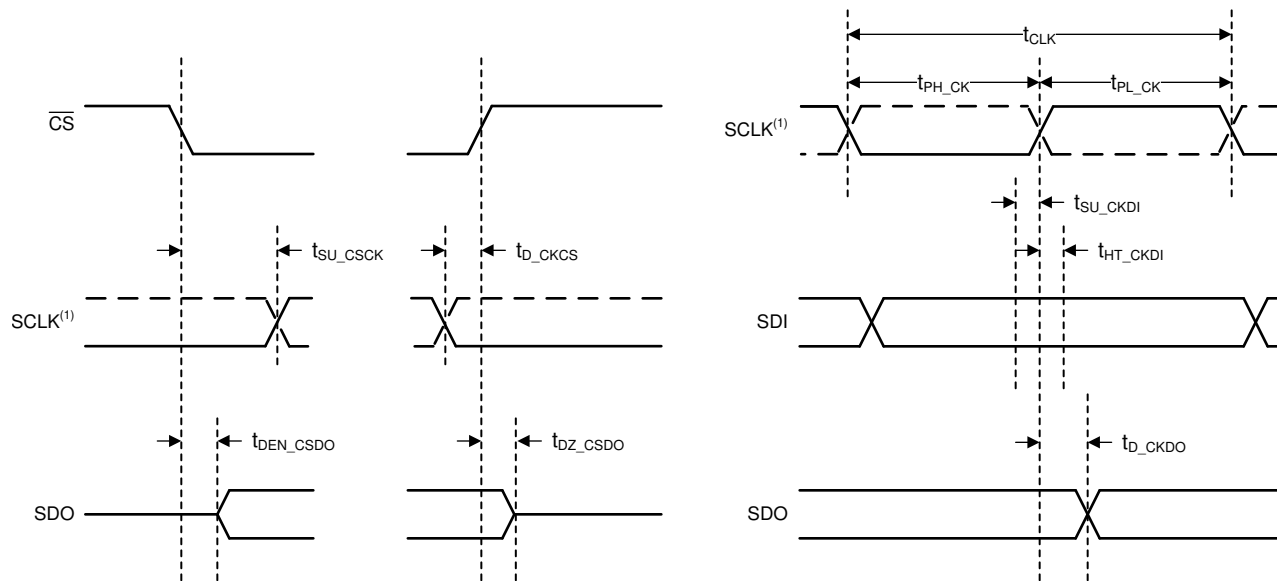 t_CLK
t_PH_CK t_PL_CK
CS SCLK(1)
t_SU_CKDI
t_SU_CSCK t_D_CKCS t_HT_CKDI
SCLK(1) SDI
t_DEN_CSDO t_DZ_CSDO t_D_CKDO
SDO SDO